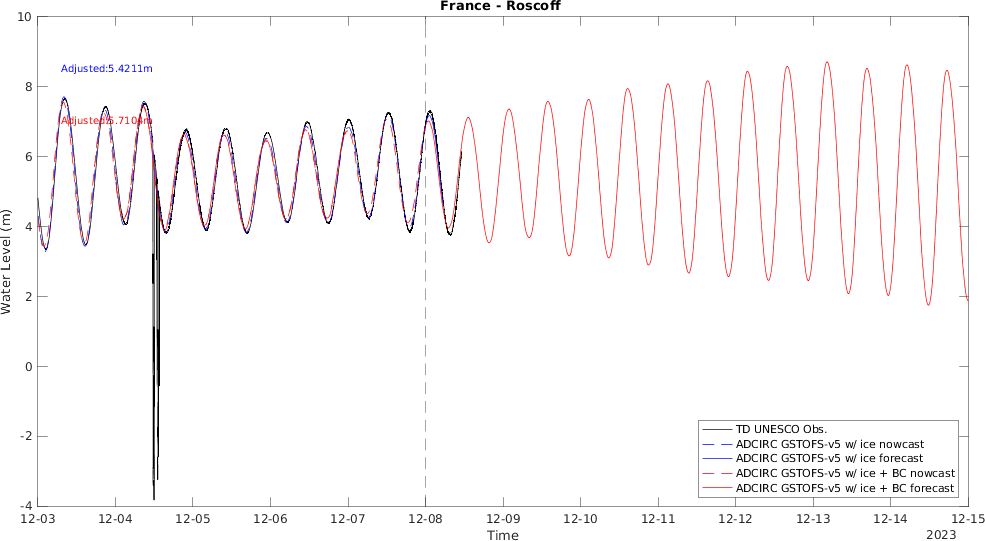 France - Roscoff
Water Level (m)
10
8
6
4
2
0
-2
-4
Adjusted:5.4211m
Adjusted:5.7104m
TD UNESCO Obs.
ADCIRC GSTOFS-v5 w/ ice nowcast
ADCIRC GSTOFS-v5 w/ ice forecast
ADCIRC GSTOFS-v5 w/ ice + BC nowcast
ADCIRC GSTOFS-v5 w/ ice + BC forecast
12-03 12-04 12-05 12-06 12-07 12-08 12-09 12-10 12-11 12-12 12-13 12-14 12-15
Time
2023